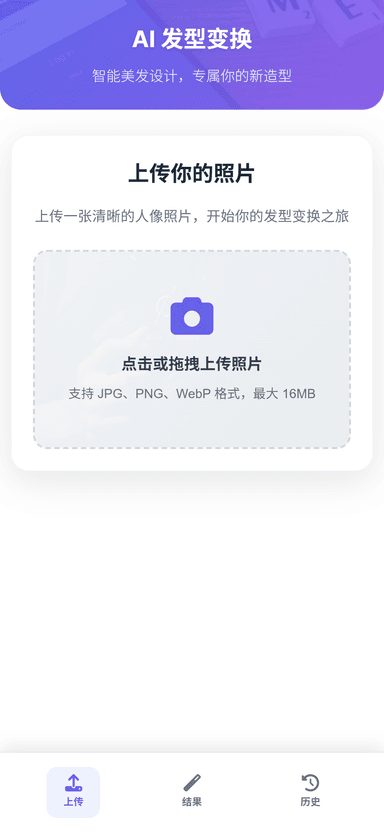 AI 发型变换
智能美发设计，专属你的新造型
上传你的照片
上传一张清晰的人像照片，开始你的发型变换之旅
点击或拖拽上传照片
支持 JPG、PNG、WebP 格式，最大 16MB
上传
结果
历史